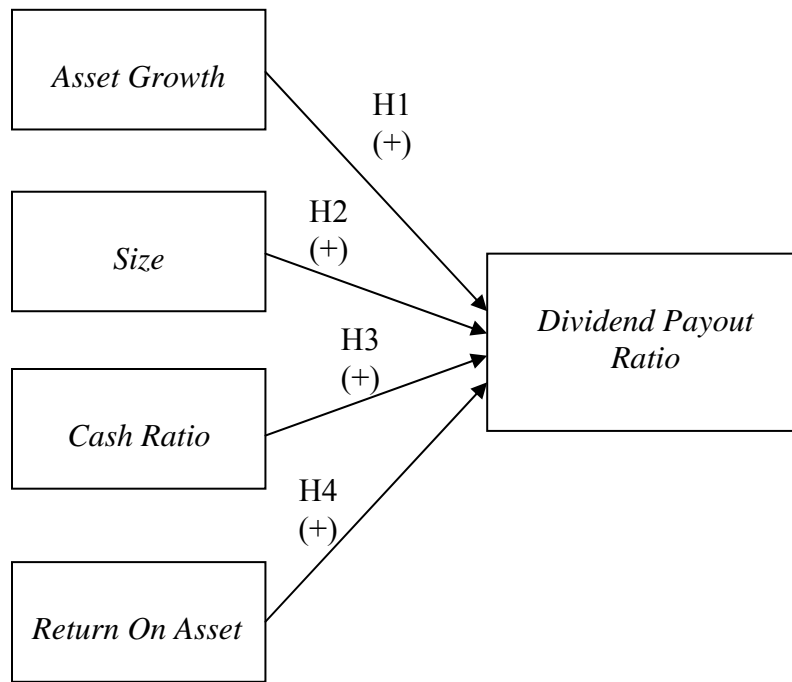 Asset Growth
H1
(+)
Size
H2
(+)
Dividend Payout
Ratio
H3
(+)
Cash Ratio
H4
(+)
Return On Asset